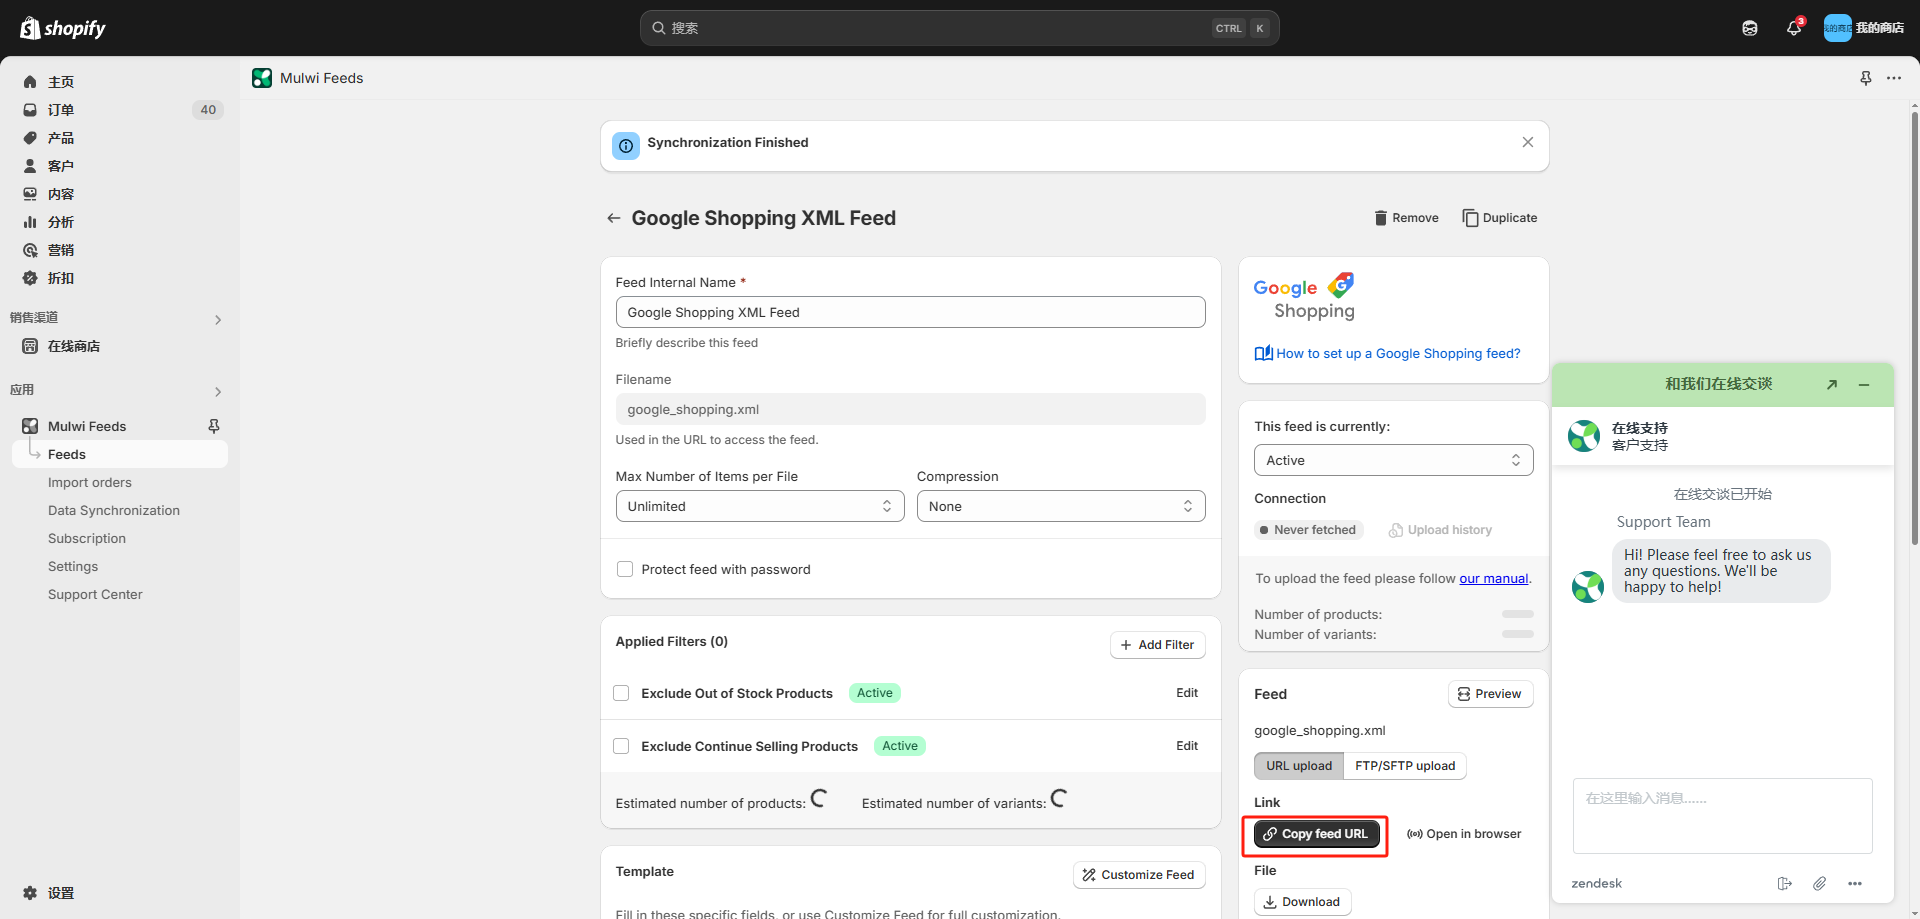 shopify
搜索
CTRL K
3
我的商店
我的商店
主页
订单
40
产品
客户
内容
分析
营销
折扣
销售渠道
在线商店
应用
Mulwi Feeds
Feeds
Import orders
Data Synchronization
Subscription
Settings
Support Center
设置
Mulwi Feeds
Synchronization Finished
Google Shopping XML Feed
Remove
Duplicate
Feed Internal Name *
Google Shopping XML Feed
Briefly describe this feed
Filename
google_shopping.xml
Used in the URL to access the feed.
Max Number of Items per File
Unlimited
Compression
None
Protect feed with password
Applied Filters (0)
Add Filter
Exclude Out of Stock Products
Active
Edit
Exclude Continue Selling Products
Active
Edit
Estimated number of products:
Estimated number of variants:
Template
Customize Feed
Fill in these specific fields, or use Customize Feed for full customization.
Google
Shopping
How to set up a Google Shopping feed?
This feed is currently:
Active
Connection
Never fetched
Upload history
To upload the feed please follow our manual.
Number of products:
Number of variants:
Feed
Preview
google_shopping.xml
URL upload
FTP/SFTP upload
Link
Copy feed URL
Open in browser
File
Download
和我们在线交谈
在线支持
客户支持
在线交谈已开始
Support Team
Hi! Please feel free to ask us
any questions. We'll be
happy to help!
在这里输入消息......
zendesk